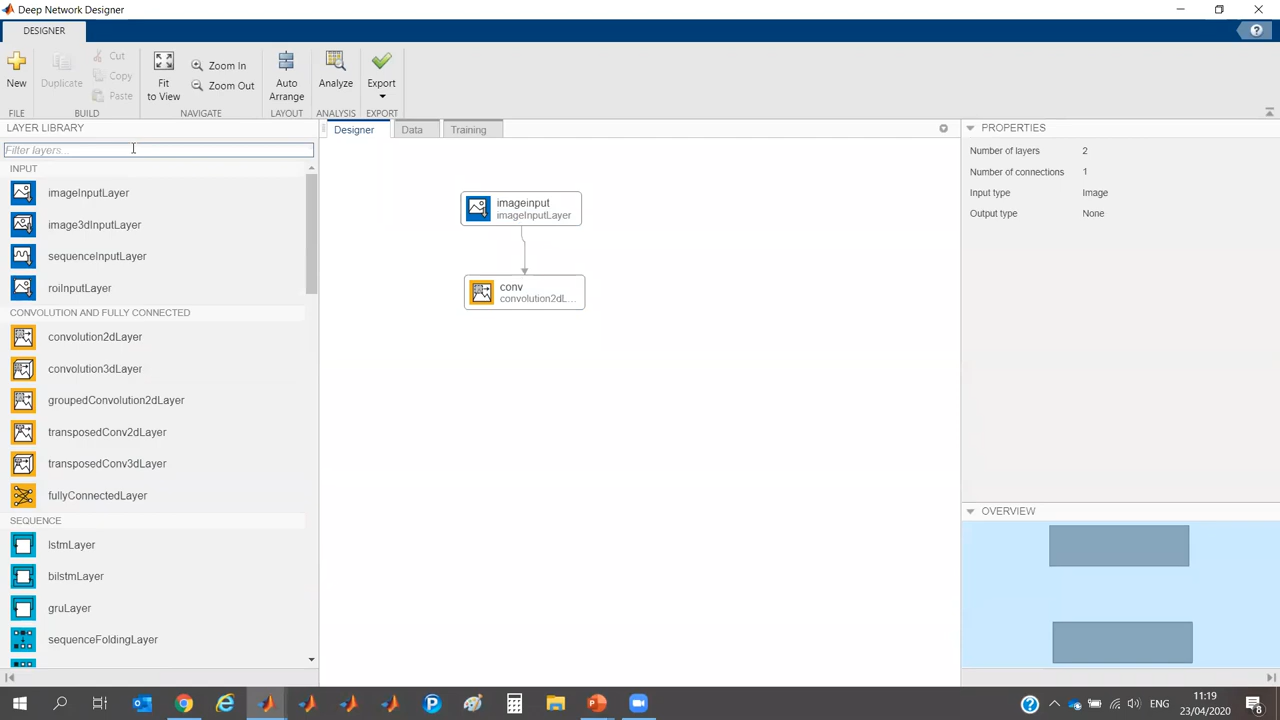 Deep Network Designer
DESIGNER
New
Duplicate
Cut
Copy
Paste
Fit
to View
Zoom In
Zoom Out
Auto
Arrange
Analyze
Export
FILE
BUILD
NAVIGATE
LAYOUT
ANALYSIS
EXPORT
LAYER LIBRARY
Filter layers...
INPUT
imageInputLayer
image3dInputLayer
sequenceInputLayer
roiInputLayer
CONVOLUTION AND FULLY CONNECTED
convolution2dLayer
convolution3dLayer
groupedConvolution2dLayer
transposedConv2dLayer
transposedConv3dLayer
fullyConnectedLayer
SEQUENCE
lstmLayer
bilstmLayer
gruLayer
sequenceFoldingLayer
Designer
Data
Training
imageinput
imageInputLayer
conv
convolution2dL...
PROPERTIES
Number of layers 2
Number of connections 1
Input type Image
Output type None
OVERVIEW
ENG
11:19
23/04/2020
8